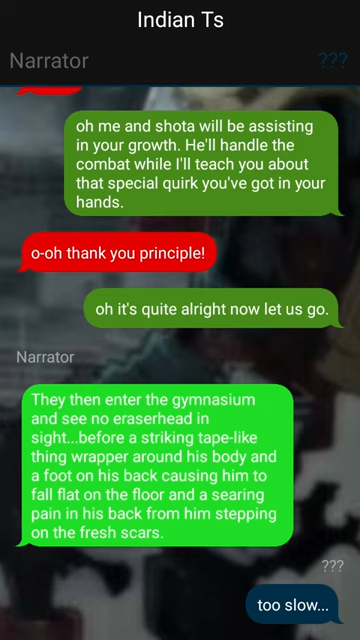 Indian Ts
Narrator
???
oh me and shota will be assisting
in your growth. He'll handle the
combat while I'll teach you about
that special quirk you've got in your
hands.
o-oh thank you principle!
oh it's quite alright now let us go.
Narrator
They then enter the gymnasium
and see no eraserhead in
sight...before a striking tape-like
thing wrapper around his body and
a foot on his back causing him to
fall flat on the floor and a searing
pain in his back from him stepping
on the fresh scars.
???
too slow...